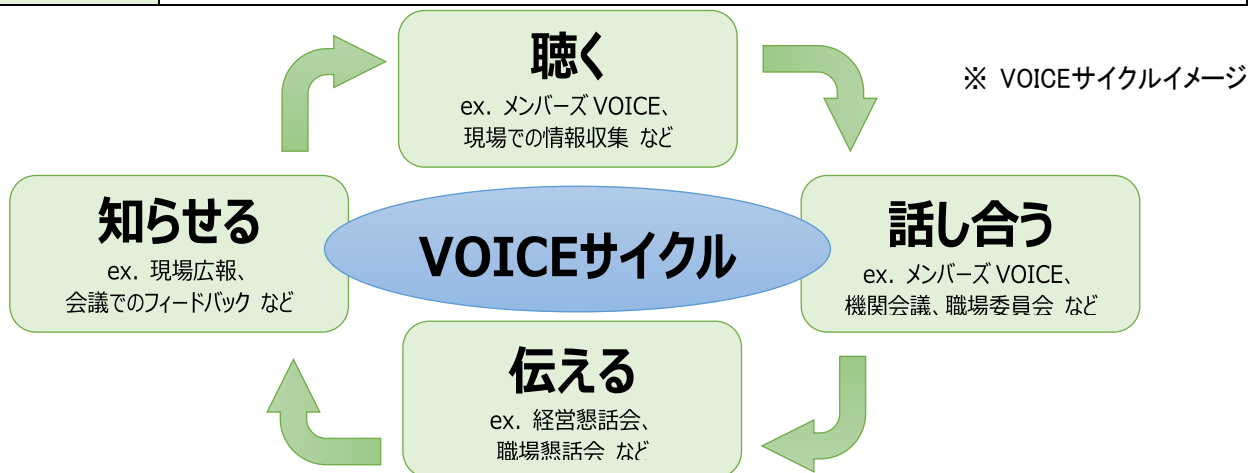 聴く
ex. メンバーズ VOICE、
現場での情報収集 など
※ VOICEサイクルイメージ
知らせる
ex. 現場広報、
会議でのフィードバック など
VOICEサイクル
話し合う
ex. メンバーズ VOICE、
機関会議、職場委員会 など
伝える
ex. 経営懇話会、
職場懇話会 など